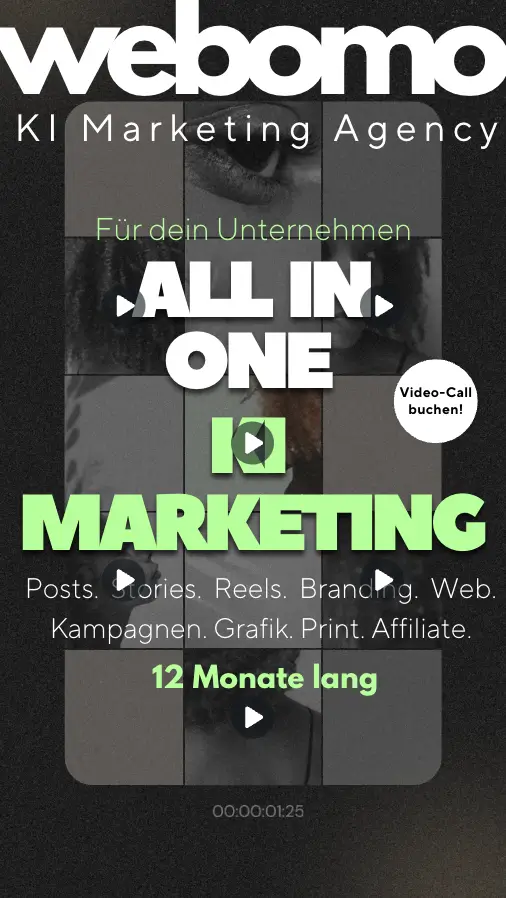 webomo
KI Marketing Agency
Für dein Unternehmen
ALL IN
ONE
Video-Call
buchen!
KI
MARKETING
Posts. Stories. Reels. Branding. Web.
Kampagnen. Grafik. Print. Affiliate.
12 Monate lang
00:00:01:25